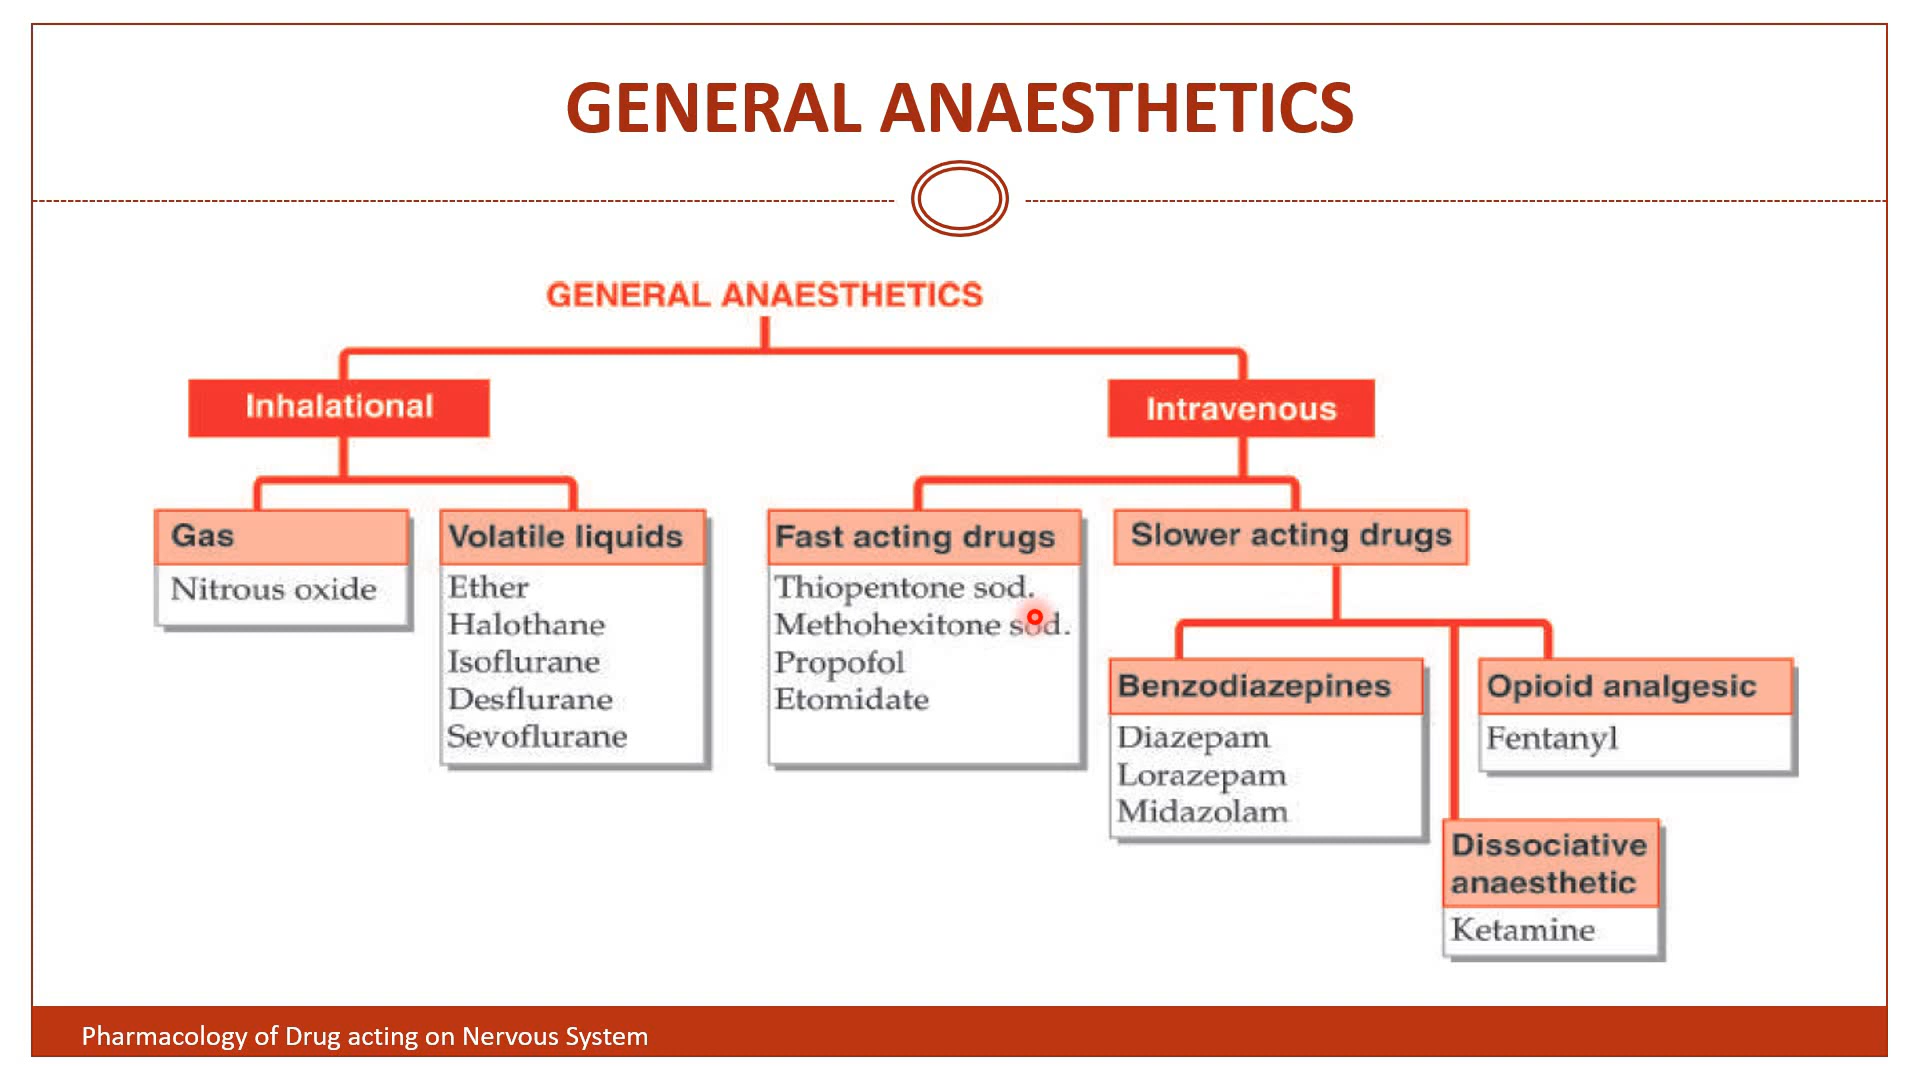 GENERAL ANAESTHETICS
GENERAL ANAESTHETICS
Inhalational
Intravenous
Gas
Nitrous oxide
Volatile liquids
Ether
Halothane
Isoflurane
Desflurane
Sevoflurane
Fast acting drugs
Thiopentone sod.
Methohexitone sod.
Propofol
Etomidate
Slower acting drugs
Benzodiazepines
Diazepam
Lorazepam
Midazolam
Opioid analgesic
Fentanyl
Dissociative
anaesthetic
Ketamine
Pharmacology of Drug acting on Nervous System